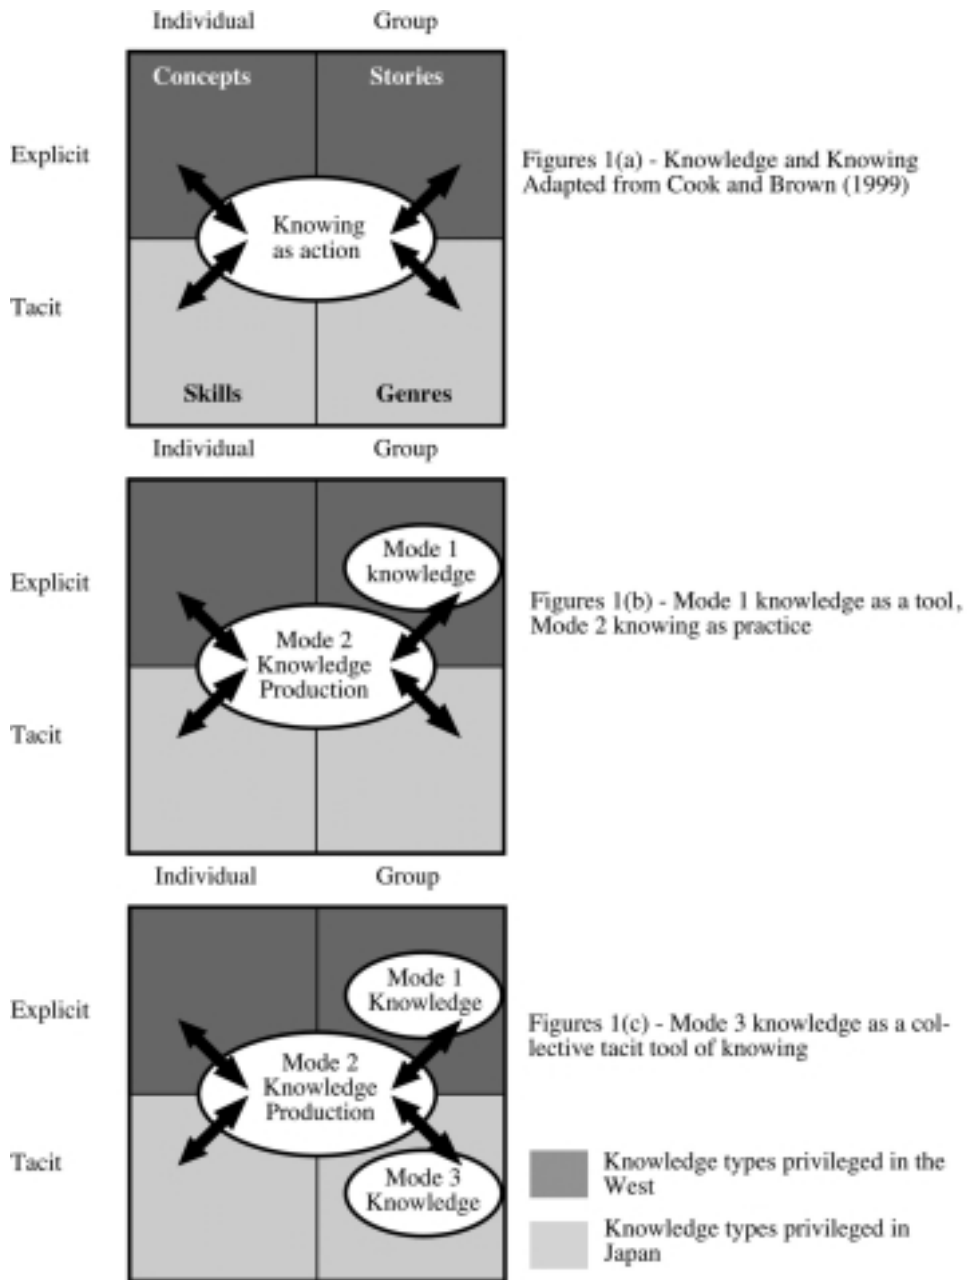 Individual
Group
Concepts
Stories
Explicit
Figures 1(a) - Knowledge and Knowing
Adapted from Cook and Brown (1999)
Knowing
as action
Tacit
Skills
Genres
Individual
Group
Mode 1
knowledge
Explicit
Figures 1(b) - Mode 1 knowledge as a tool,
Mode 2 knowing as practice
Mode 2
Knowledge
Production
Tacit
Individual
Group
Mode 1
Knowledge
Explicit
Figures 1(c) - Mode 3 knowledge as a col-
lective tacit tool of knowing
Mode 2
Knowledge
Production
Tacit
Mode 3
Knowledge
Knowledge types privileged in the
West
Knowledge types privileged in
Japan